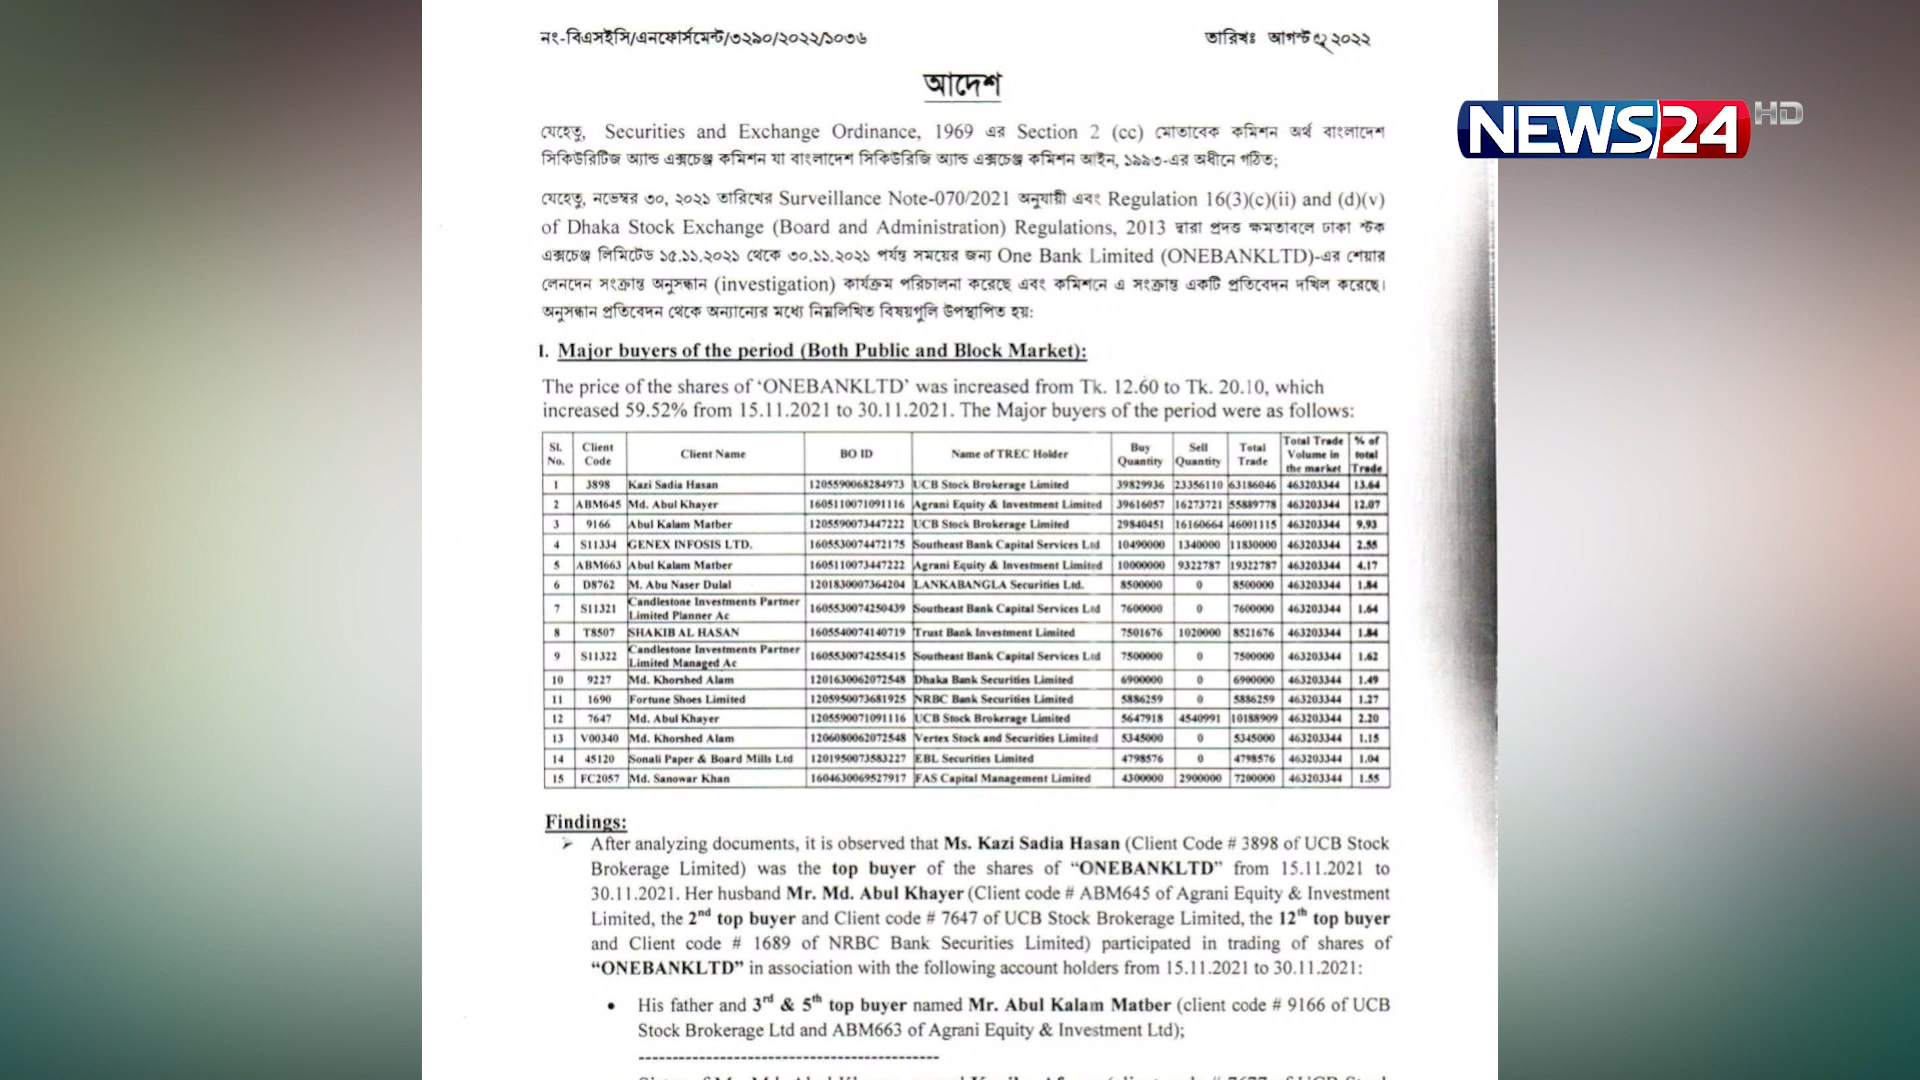 নং-বিএসইসি/এনফোর্সমেন্ট/৩২৯০/২০২২/১০৩৬ তারিখঃ আগস্ট ২০২২
আদেশ
NEWS24 HD
যেহেতু, Securities and Exchange Ordinance, 1969 এর Section 2 (cc) মোতাবেক কমিশন অর্থ বাংলাদেশ
সিকিউরিটিজ অ্যান্ড এক্সচেঞ্জ কমিশন যা বাংলাদেশ সিকিউরিজি অ্যান্ড এক্সচেঞ্জ কমিশন আইন, ১৯৯৩-এর অধীনে গঠিত;
যেহেতু, নভেম্বর ৩০, ২০২১ তারিখের Surveillance Note-070/2021 অনুযায়ী এবং Regulation 16(3)(c)(ii) and (d)(v)
of Dhaka Stock Exchange (Board and Administration) Regulations, 2013 দ্বারা প্রদত্ত ক্ষমতাবলে ঢাকা স্টক
এক্সচেঞ্জ লিমিটেড ১৫.১১.২০২১ থেকে ৩০.১১.২০২১ পর্যন্ত সময়ের জন্য One Bank Limited (ONEBANKLTD)-এর শেয়ার
লেনদেন সংক্রান্ত অনুসন্ধান (investigation) কার্যক্রম পরিচালনা করেছে এবং কমিশনে এ সংক্রান্ত একটি প্রতিবেদন দখিল করেছে।
অনুসন্ধান প্রতিবেদন থেকে অন্যান্যের মধ্যে নিম্নলিখিত বিষয়গুলি উপস্থাপিত হয়:
I. Major buyers of the period (Both Public and Block Market):
The price of the shares of ‘ONEBANKLTD’ was increased from Tk. 12.60 to Tk. 20.10, which
increased 59.52% from 15.11.2021 to 30.11.2021. The Major buyers of the period were as follows:
Sl. No. Client Code Client Name BO ID Name of TREC Holder Buy Quantity Sell Quantity Total Trade Total Trade Volume in the market % of total Trade
1 3898 Kazi Sadia Hasan 1205590068284973 UCB Stock Brokerage Limited 39829936 23356110 63186046 463203344 13.64
2 ABM645 Md. Abul Khayer 1605110071091116 Agrani Equity & Investment Limited 39616057 16273721 55889778 463203344 12.07
3 9166 Abul Kalam Matber 1205590073447222 UCB Stock Brokerage Limited 29840451 16160664 46001115 463203344 9.93
4 S11334 GENEX INFOSIS LTD. 1605530074472175 Southeast Bank Capital Services Ltd 10490000 1340000 11830000 463203344 2.55
5 ABM663 Abul Kalam Matber 1605110073447222 Agrani Equity & Investment Limited 10000000 9322787 19322787 463203344 4.17
6 D8762 M. Abu Naser Dulal 1201830007364204 LANKABANGLA Securities Ltd. 8500000 0 8500000 463203344 1.84
7 S11321 Candlestone Investments Partner Limited Planner Ac 1605530074250439 Southeast Bank Capital Services Ltd 7600000 0 7600000 463203344 1.64
8 T8507 SHAKIB AL HASAN 1605540074140719 Trust Bank Investment Limited 7501676 1020000 8521676 463203344 1.84
9 S11322 Candlestone Investments Partner Limited Managed Ac 1605530074255415 Southeast Bank Capital Services Ltd 7500000 0 7500000 463203344 1.62
10 9227 Md. Khorshed Alam 1201630062072548 Dhaka Bank Securities Limited 6900000 0 6900000 463203344 1.49
11 1690 Fortune Shoes Limited 1205950073681925 NRBC Bank Securities Limited 5886259 0 5886259 463203344 1.27
12 7647 Md. Abul Khayer 1205590071091116 UCB Stock Brokerage Limited 5647918 4540991 10188909 463203344 2.20
13 V00340 Md. Khorshed Alam 1206080062072548 Vertex Stock and Securities Limited 5345000 0 5345000 463203344 1.15
14 45120 Sonali Paper & Board Mills Ltd 1201950073583227 EBL Securities Limited 4798576 0 4798576 463203344 1.04
15 FC2057 Md. Sanowar Khan 1604630069527917 FAS Capital Management Limited 4300000 2900000 7200000 463203344 1.55
Findings:
➢ After analyzing documents, it is observed that Ms. Kazi Sadia Hasan (Client Code # 3898 of UCB Stock
Brokerage Limited) was the top buyer of the shares of “ONEBANKLTD” from 15.11.2021 to
30.11.2021. Her husband Mr. Md. Abul Khayer (Client code # ABM645 of Agrani Equity & Investment
Limited, the 2nd top buyer and Client code # 7647 of UCB Stock Brokerage Limited, the 12th top buyer
and Client code # 1689 of NRBC Bank Securities Limited) participated in trading of shares of
“ONEBANKLTD” in association with the following account holders from 15.11.2021 to 30.11.2021:
• His father and 3rd & 5th top buyer named Mr. Abul Kalam Matber (client code # 9166 of UCB
Stock Brokerage Ltd and ABM663 of Agrani Equity & Investment Ltd);